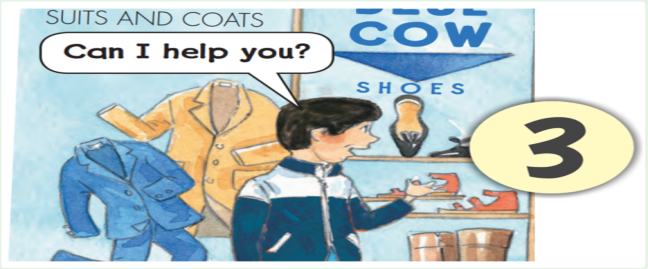 SUITS AND COATS
Can I help you?
COW
SHOES
3